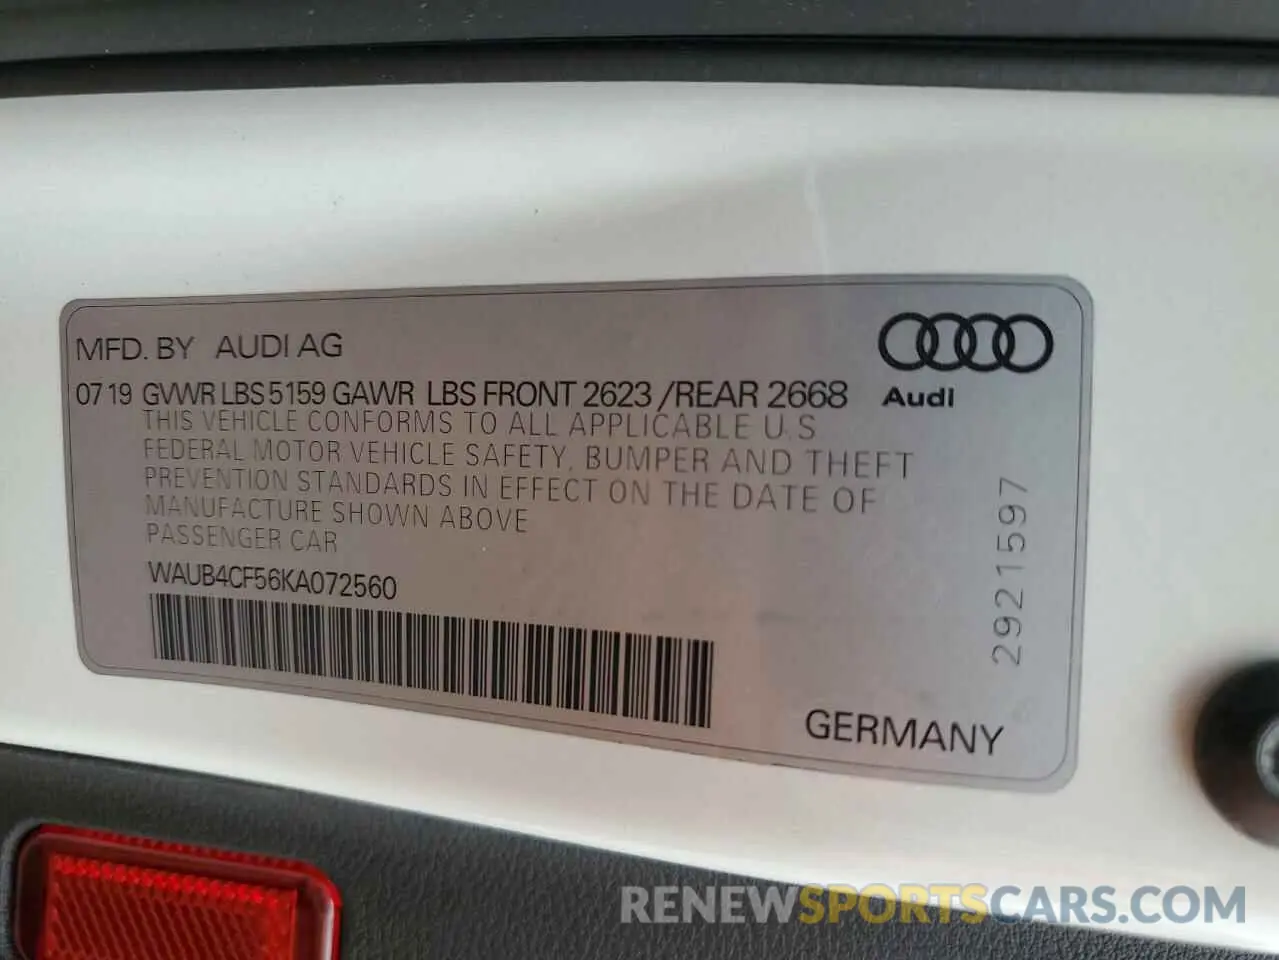 MFD. BY AUDI AG
07 19 GVWR LBS 5159 GAWR LBS FRONT 2623 /REAR 2668
Audi
THIS VEHICLE CONFORMS TO ALL APPLICABLE U.S
FEDERAL MOTOR VEHICLE SAFETY, BUMPER AND THEFT
PREVENTION STANDARDS IN EFFECT ON THE DATE OF
MANUFACTURE SHOWN ABOVE
PASSENGER CAR
WAUB4CF56KA072560
2921597
GERMANY
RENEWSPORTSCARS.COM